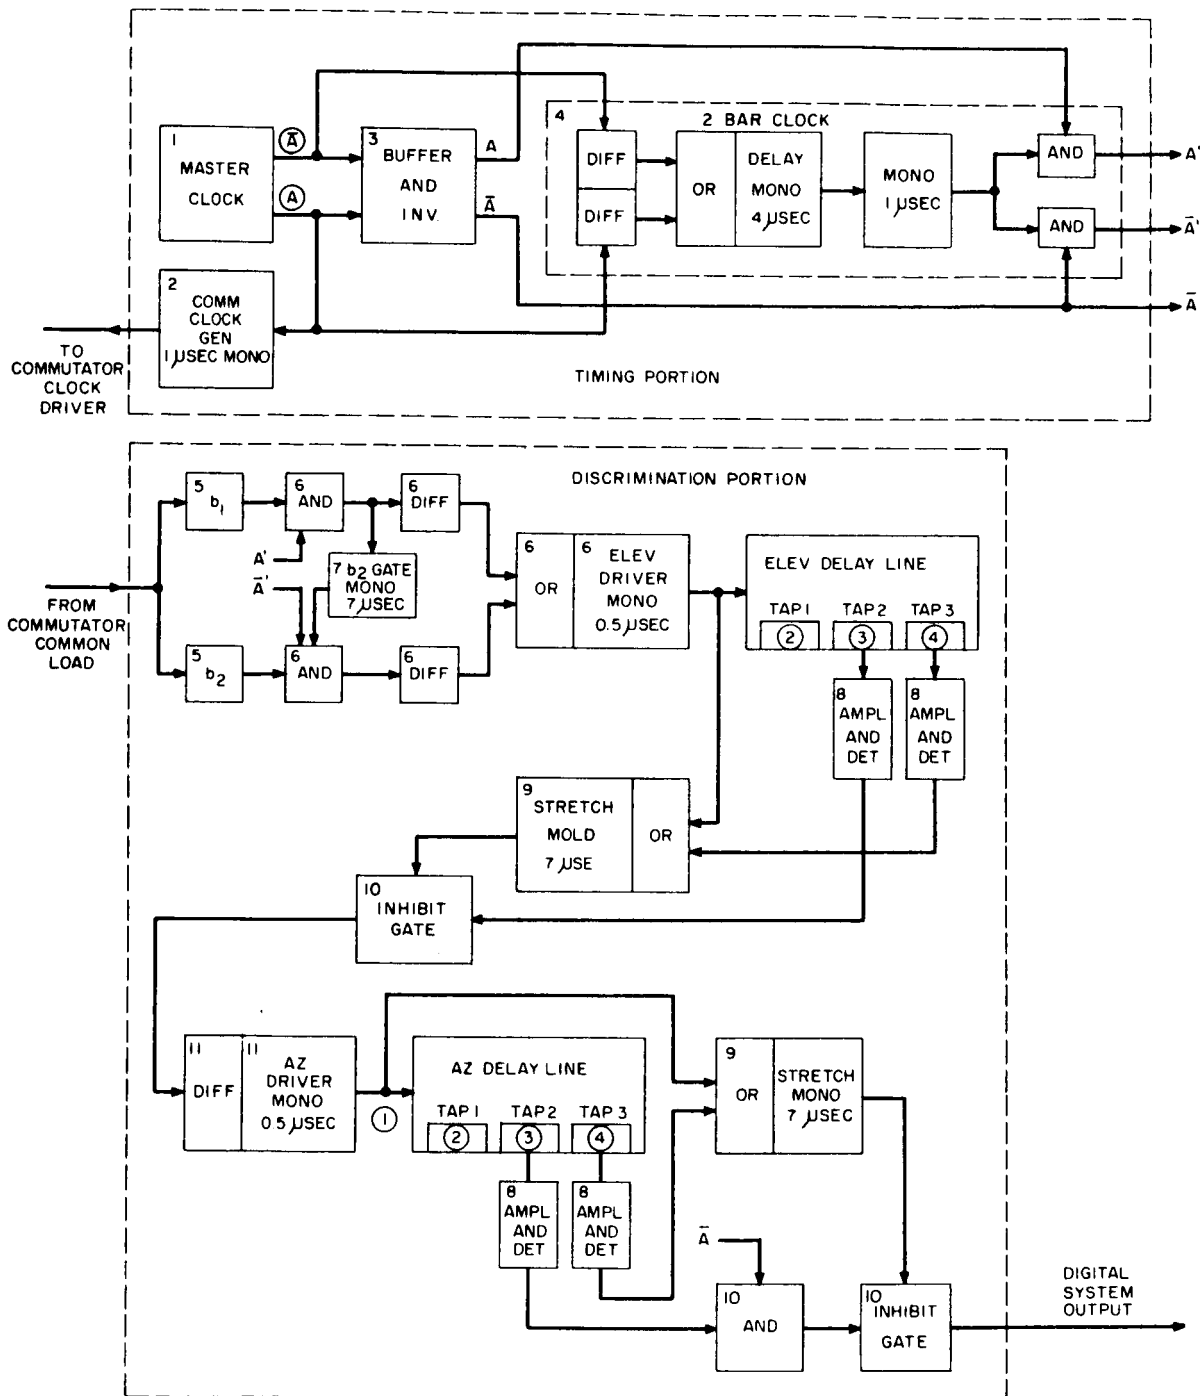 1
MASTER
CLOCK
Ā
A
3
BUFFER
AND
INV.
A
Ā
4
2 BAR CLOCK
DIFF
DIFF
OR
DELAY
MONO
4 μSEC
MONO
1 μSEC
AND
AND
A'
Ā'
Ā
2
COMM
CLOCK
GEN
1 μSEC MONO
TO
COMMUTATOR
CLOCK
DRIVER
TIMING PORTION
DISCRIMINATION PORTION
5
b₁
6
AND
6
DIFF
A'
Ā'
7 b₂ GATE
MONO
7 μSEC
FROM
COMMUTATOR
COMMON
LOAD
5
b₂
6
AND
6
DIFF
6
OR
6
ELEV
DRIVER
MONO
0.5 μSEC
ELEV DELAY LINE
TAP 1
TAP 2
TAP 3
2
3
4
8
AMPL
AND
DET
8
AMPL
AND
DET
9
STRETCH
MOLD
7 μSE
OR
10
INHIBIT
GATE
11
DIFF
11
AZ
DRIVER
MONO
0.5 μSEC
1
AZ DELAY LINE
TAP 1
TAP 2
TAP 3
2
3
4
8
AMPL
AND
DET
8
AMPL
AND
DET
9
OR
STRETCH
MONO
7 μSEC
Ā
10
AND
10
INHIBIT
GATE
DIGITAL
SYSTEM
OUTPUT